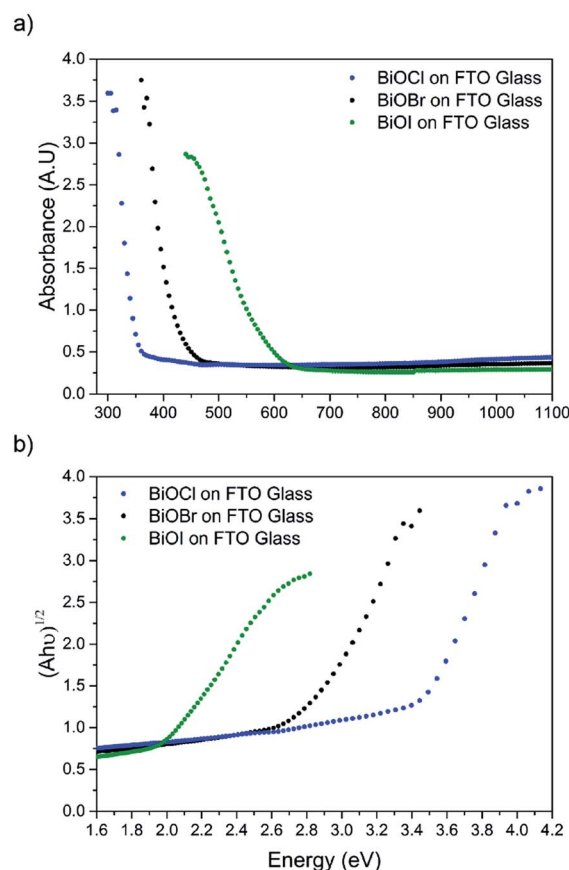 a)
4.0
3.5
3.0
2.5
2.0
1.5
1.0
0.5
0.0
Absorbance (A.U)
BiOCl on FTO Glass
BiOBr on FTO Glass
BiOI on FTO Glass
300 400 500 600 700 800 900 1000 1100
b)
4.0
3.5
3.0
2.5
2.0
1.5
1.0
0.5
0.0
(Ahυ)^1/2
BiOCl on FTO Glass
BiOBr on FTO Glass
BiOI on FTO Glass
1.6 1.8 2.0 2.2 2.4 2.6 2.8 3.0 3.2 3.4 3.6 3.8 4.0 4.2
Energy (eV)